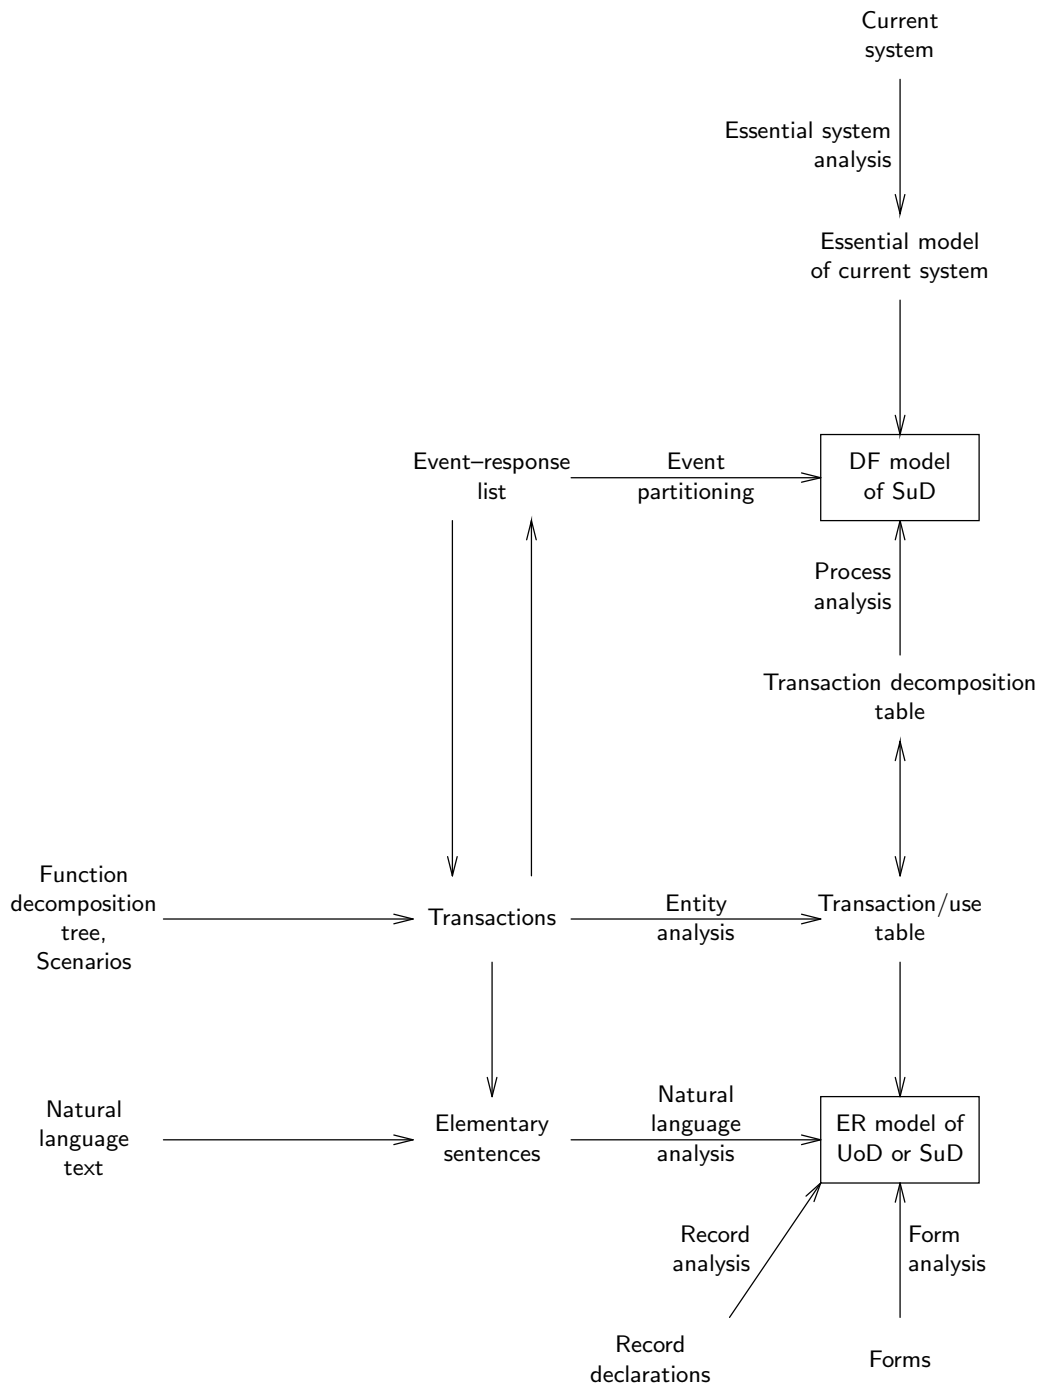 Current
system
Essential system
analysis
Essential model
of current system
Event–response
list
Event
partitioning
DF model
of SuD
Process
analysis
Transaction decomposition
table
Function
decomposition
tree,
Scenarios
Transactions
Entity
analysis
Transaction/use
table
Natural
language
text
Elementary
sentences
Natural
language
analysis
ER model of
UoD or SuD
Record
analysis
Form
analysis
Record
declarations
Forms